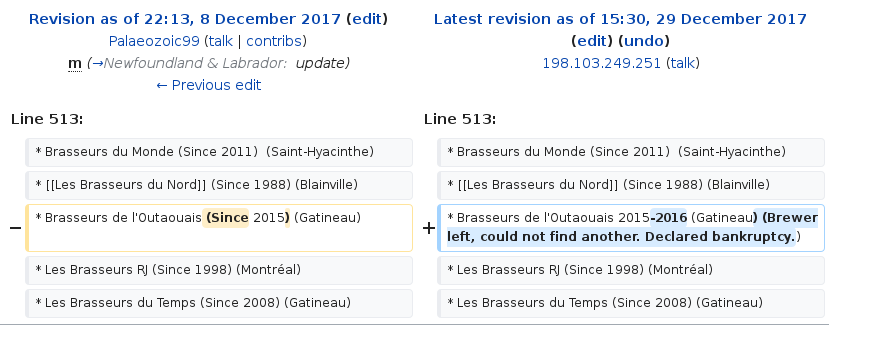 Revision as of 22:13, 8 December 2017 (edit)
Palaeozoic99 (talk | contribs)
m (→Newfoundland & Labrador: update)
← Previous edit
Latest revision as of 15:30, 29 December 2017
(edit) (undo)
198.103.249.251 (talk)
Line 513:
Line 513:
* Brasseurs du Monde (Since 2011)  (Saint-Hyacinthe)
* Brasseurs du Monde (Since 2011)  (Saint-Hyacinthe)
* [[Les Brasseurs du Nord]] (Since 1988) (Blainville)
* [[Les Brasseurs du Nord]] (Since 1988) (Blainville)
− * Brasseurs de l'Outaouais (Since 2015) (Gatineau)
+ * Brasseurs de l'Outaouais 2015-2016 (Gatineau) (Brewer
left, could not find another. Declared bankruptcy.)
* Les Brasseurs RJ (Since 1998) (Montréal)
* Les Brasseurs RJ (Since 1998) (Montréal)
* Les Brasseurs du Temps (Since 2008) (Gatineau)
* Les Brasseurs du Temps (Since 2008) (Gatineau)